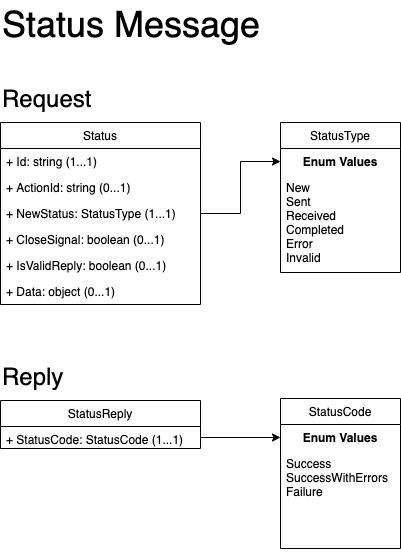 Status Message
Request
Status
+ Id: string (1...1)
+ ActionId: string (0...1)
+ NewStatus: StatusType (1...1)
+ CloseSignal: boolean (0...1)
+ IsValidReply: boolean (0...1)
+ Data: object (0...1)
StatusType
Enum Values
New
Sent
Received
Completed
Error
Invalid
Reply
StatusReply
+ StatusCode: StatusCode (1...1)
StatusCode
Enum Values
Success
SuccessWithErrors
Failure